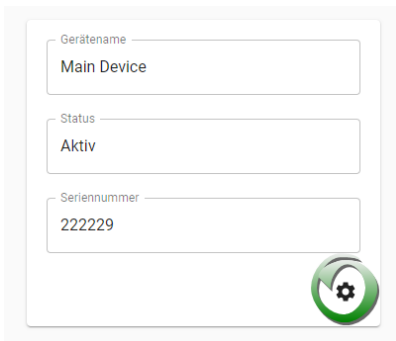 Gerätename
Main Device
Status
Aktiv
Seriennummer
222229